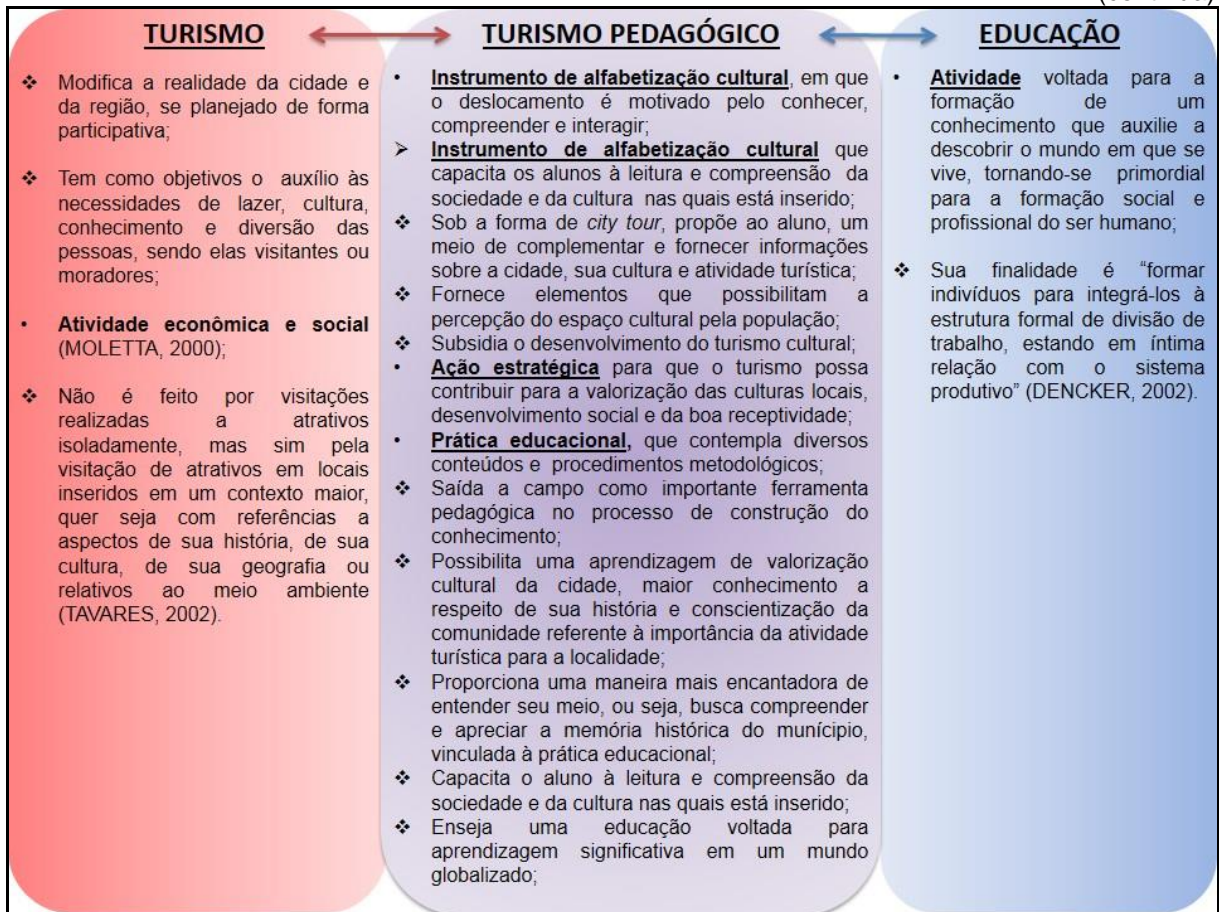 TURISMO
❖ Modifica a realidade da cidade e
da região, se planejado de forma
participativa;
❖ Tem como objetivos o auxílio às
necessidades de lazer, cultura,
conhecimento e diversão das
pessoas, sendo elas visitantes ou
moradores;
• Atividade econômica e social
(MOLETTA, 2000);
❖ Não é feito por visitações
realizadas a atrativos
isoladamente, mas sim pela
visitação de atrativos em locais
inseridos em um contexto maior,
quer seja com referências a
aspectos de sua história, de sua
cultura, de sua geografia ou
relativos ao meio ambiente
(TAVARES, 2002).
TURISMO PEDAGÓGICO
• Instrumento de alfabetização cultural, em que
o deslocamento é motivado pelo conhecer,
compreender e interagir;
➢ Instrumento de alfabetização cultural que
capacita os alunos à leitura e compreensão da
sociedade e da cultura nas quais está inserido;
❖ Sob a forma de city tour, propõe ao aluno, um
meio de complementar e fornecer informações
sobre a cidade, sua cultura e atividade turística;
❖ Fornece elementos que possibilitam a
percepção do espaço cultural pela população;
❖ Subsidia o desenvolvimento do turismo cultural;
• Ação estratégica para que o turismo possa
contribuir para a valorização das culturas locais,
desenvolvimento social e da boa receptividade;
• Prática educacional, que contempla diversos
conteúdos e procedimentos metodológicos;
❖ Saída a campo como importante ferramenta
pedagógica no processo de construção do
conhecimento;
❖ Possibilita uma aprendizagem de valorização
cultural da cidade, maior conhecimento a
respeito de sua história e conscientização da
comunidade referente à importância da atividade
turística para a localidade;
❖ Proporciona uma maneira mais encantadora de
entender seu meio, ou seja, busca compreender
e apreciar a memória histórica do munícipio,
vinculada à prática educacional;
❖ Capacita o aluno à leitura e compreensão da
sociedade e da cultura nas quais está inserido;
❖ Enseja uma educação voltada para
aprendizagem significativa em um mundo
globalizado;
EDUCAÇÃO
• Atividade voltada para a
formação de um
conhecimento que auxilie a
descobrir o mundo em que se
vive, tornando-se primordial
para a formação social e
profissional do ser humano;
❖ Sua finalidade é “formar
indivíduos para integrá-los à
estrutura formal de divisão de
trabalho, estando em íntima
relação com o sistema
produtivo” (DENCKER, 2002).